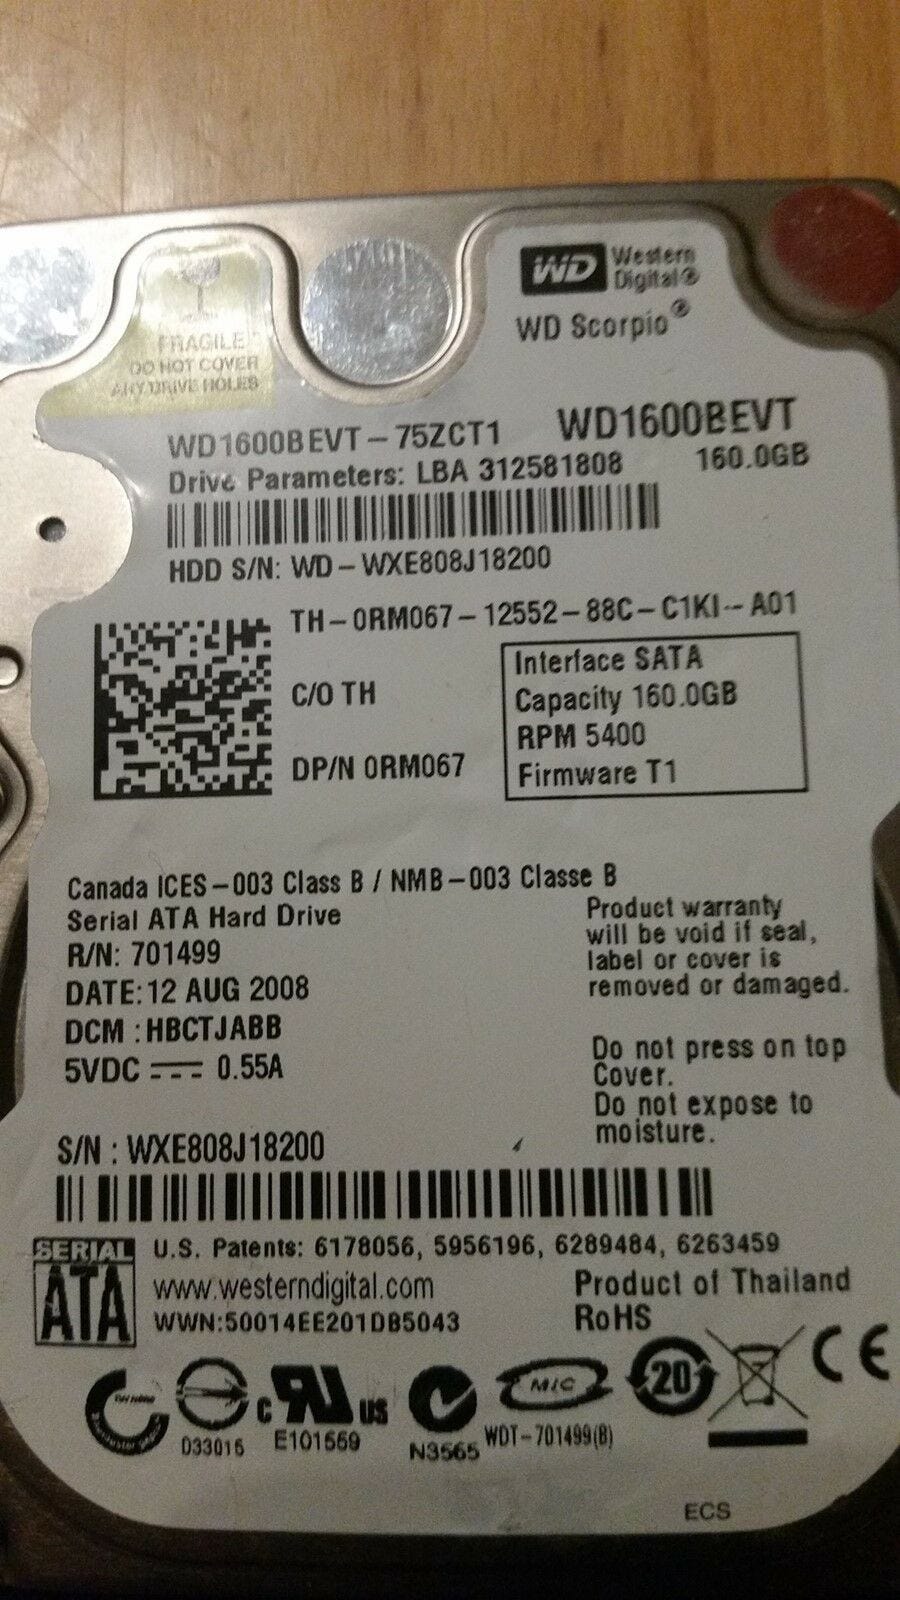 FRAGILE
DO NOT COVER
ANY DRIVE HOLES
WD Western
Digital®
WD Scorpio®
WD1600BEVT-75ZCT1 WD1600BEVT
Drive Parameters: LBA 312581808 160.0GB
HDD S/N: WD-WXE808J18200
TH-0RM067-12552-88C-C1KI-A01
C/O TH
DP/N 0RM067
Interface SATA
Capacity 160.0GB
RPM 5400
Firmware T1
Canada ICES-003 Class B / NMB-003 Classe B
Serial ATA Hard Drive
R/N: 701499
DATE:12 AUG 2008
DCM :HBCTJABB
5VDC 0.55A
Product warranty
will be void if seal,
label or cover is
removed or damaged.
Do not press on top
Cover.
Do not expose to
moisture.
S/N : WXE808J18200
SERIAL
ATA
U.S. Patents: 6178056, 5956196, 6289484, 6263459
www.westerndigital.com
WWN:50014EE201DB5043
Product of Thailand
RoHS
D33016
c US
E101559
N3565
MIC
WDT-701499(B)
20
CE
ECS